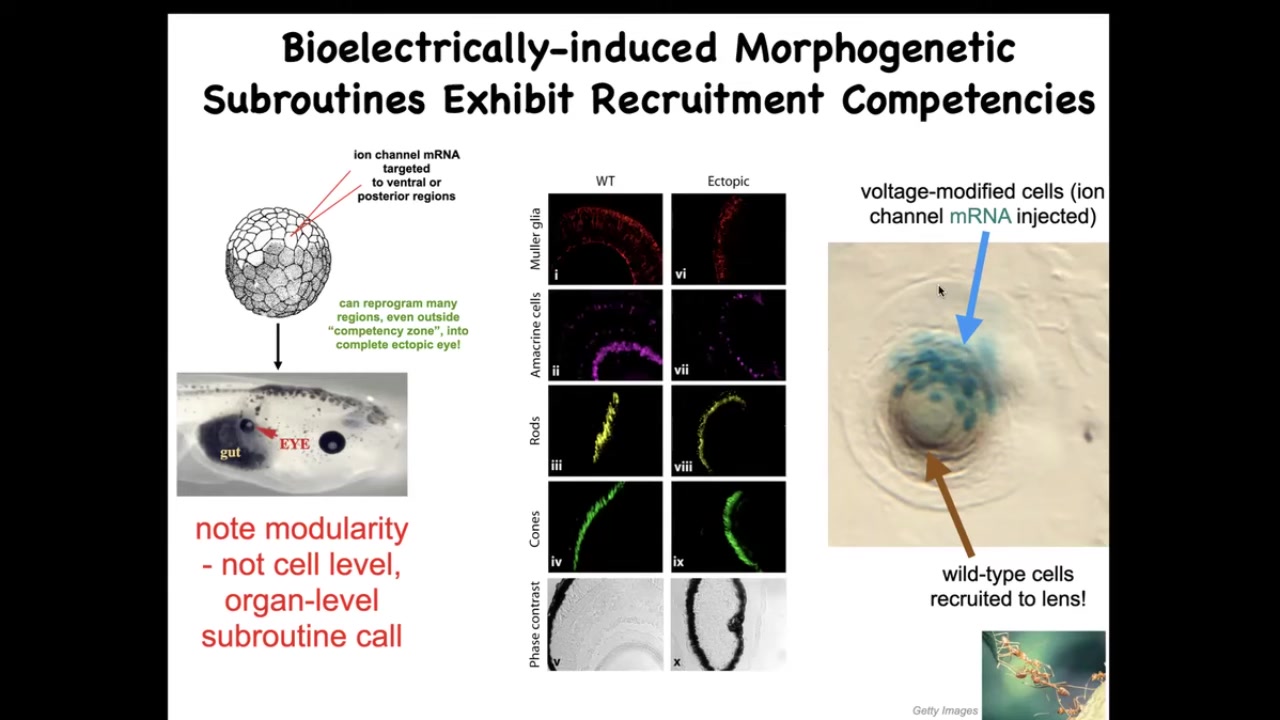 Bioelectrically-induced Morphogenetic
Subroutines Exhibit Recruitment Competencies
ion channel mRNA
targeted
to ventral or
posterior regions
can reprogram many
regions, even outside
“competency zone”, into
complete ectopic eye!
gut
EYE
note modularity
- not cell level,
organ-level
subroutine call
WT
Ectopic
Muller glia
i
vi
Amacrine cells
ii
vii
Rods
iii
viii
Cones
iv
ix
Phase contrast
v
x
voltage-modified cells (ion
channel mRNA injected)
wild-type cells
recruited to lens!
Getty Images